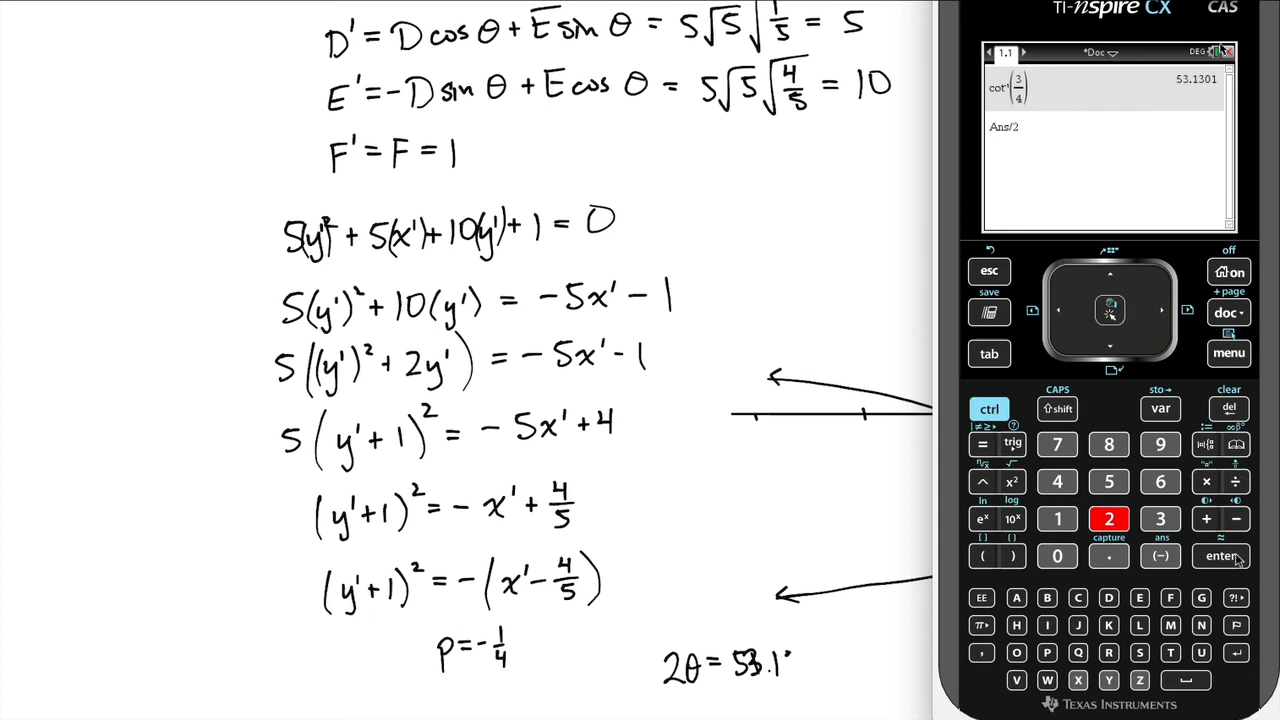 D' = D cos θ + E sin θ = 5√5 √(1/5) = 5
E' = -D sin θ + E cos θ = 5√5 √(4/5) = 10
F' = F = 1
5(y')² + 5(x') + 10(y') + 1 = 0
5(y')² + 10(y') = -5x' - 1
5((y')² + 2y') = -5x' - 1
5(y' + 1)² = -5x' + 4
(y' + 1)² = -x' + 4/5
(y' + 1)² = -(x' - 4/5)
p = -1/4
2θ = 53.1°
TI-nspire CX CAS
1.1 *Doc DEG
cot⁻¹(3/4) 53.1301
Ans/2
off
esc on
save + page
doc
tab menu
CAPS sto→ clear
ctrl shift var del
= trig 7 8 9
^ x² 4 5 6 × ÷
ln log
eˣ 10ˣ 1 2 3 + −
[ ] { } capture ans ≈
( ) 0 . (−) enter
EE A B C D E F G ?!
π H I J K L M N
, O P Q R S T U
V W X Y Z
TEXAS INSTRUMENTS